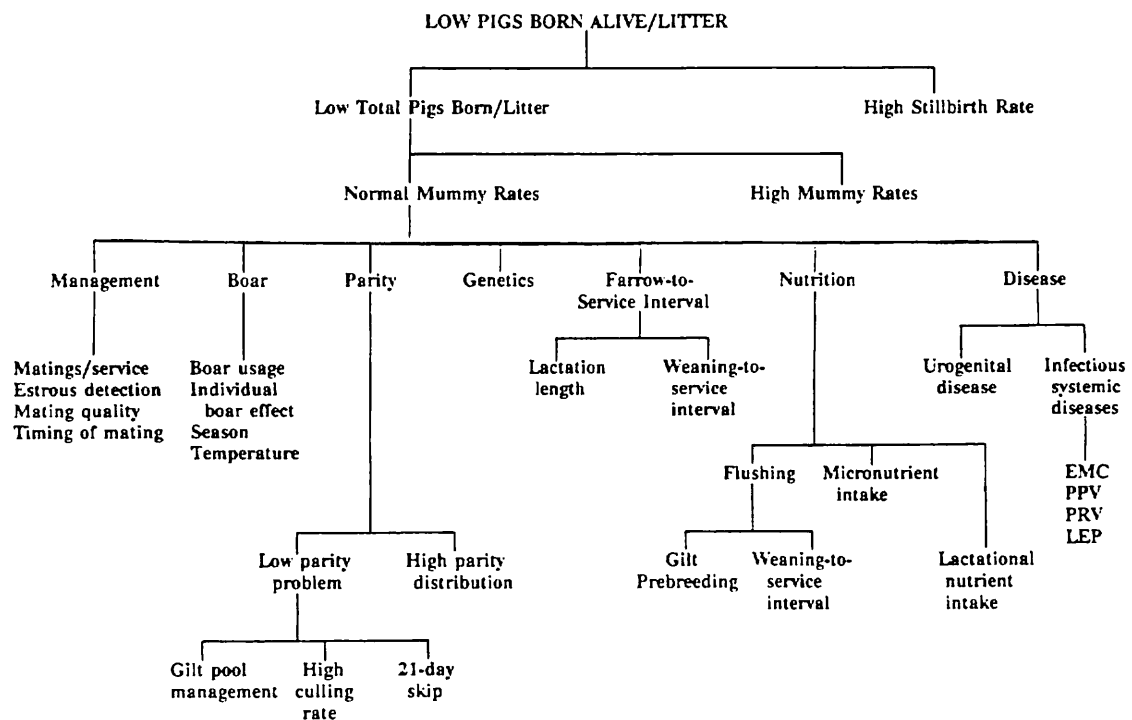 LOW PIGS BORN ALIVE/LITTER
Low Total Pigs Born/Litter
High Stillbirth Rate
Normal Mummy Rates
High Mummy Rates
Management
Boar
Parity
Genetics
Farrow-to-
Service Interval
Nutrition
Disease
Matings/service
Estrous detection
Mating quality
Timing of mating
Boar usage
Individual
boar effect
Season
Temperature
Lactation
length
Weaning-to-
service
interval
Urogenital
disease
Infectious
systemic
diseases
Flushing
Micronutrient
intake
EMC
PPV
PRV
LEP
Low parity
problem
High parity
distribution
Gilt
Prebreeding
Weaning-to-
service
interval
Lactational
nutrient
intake
Gilt pool
management
High
culling
rate
21-day
skip